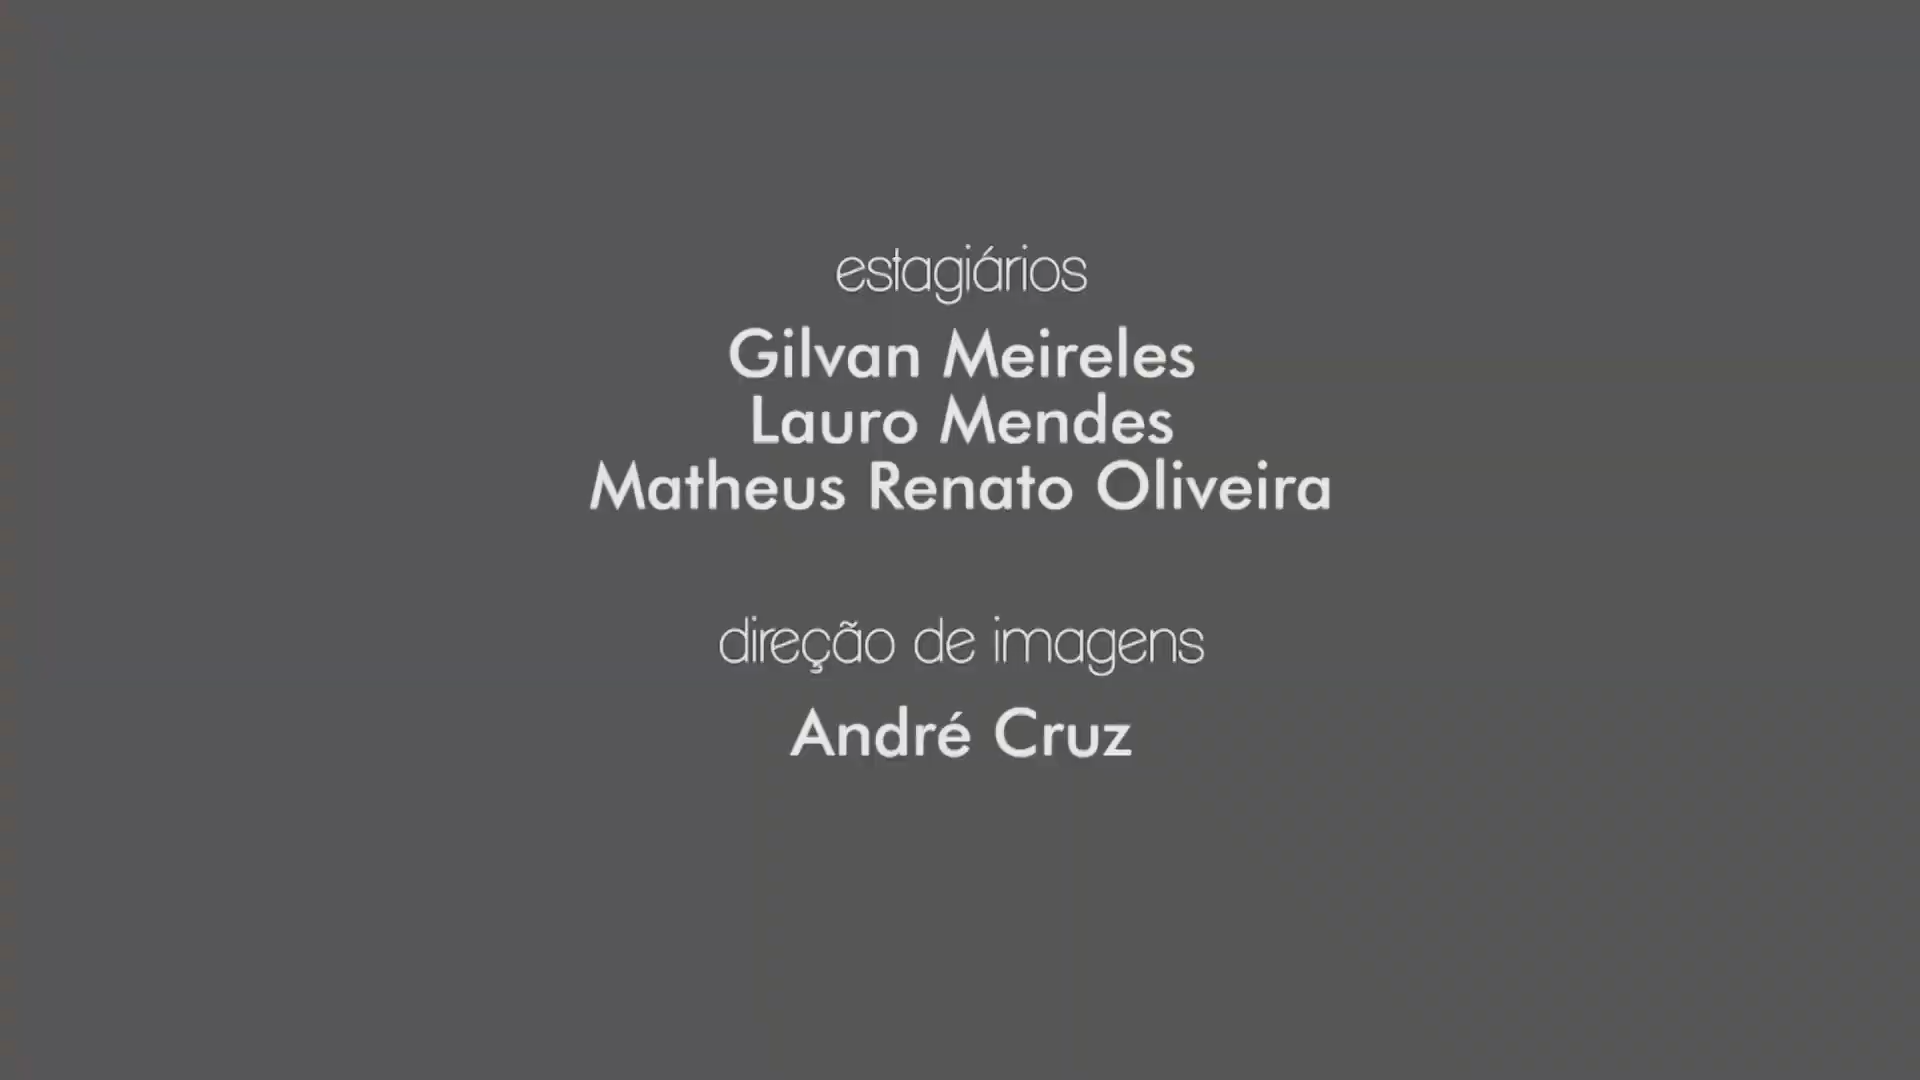 estagiários
Gilvan Meireles
Lauro Mendes
Matheus Renato Oliveira
direção de imagens
André Cruz